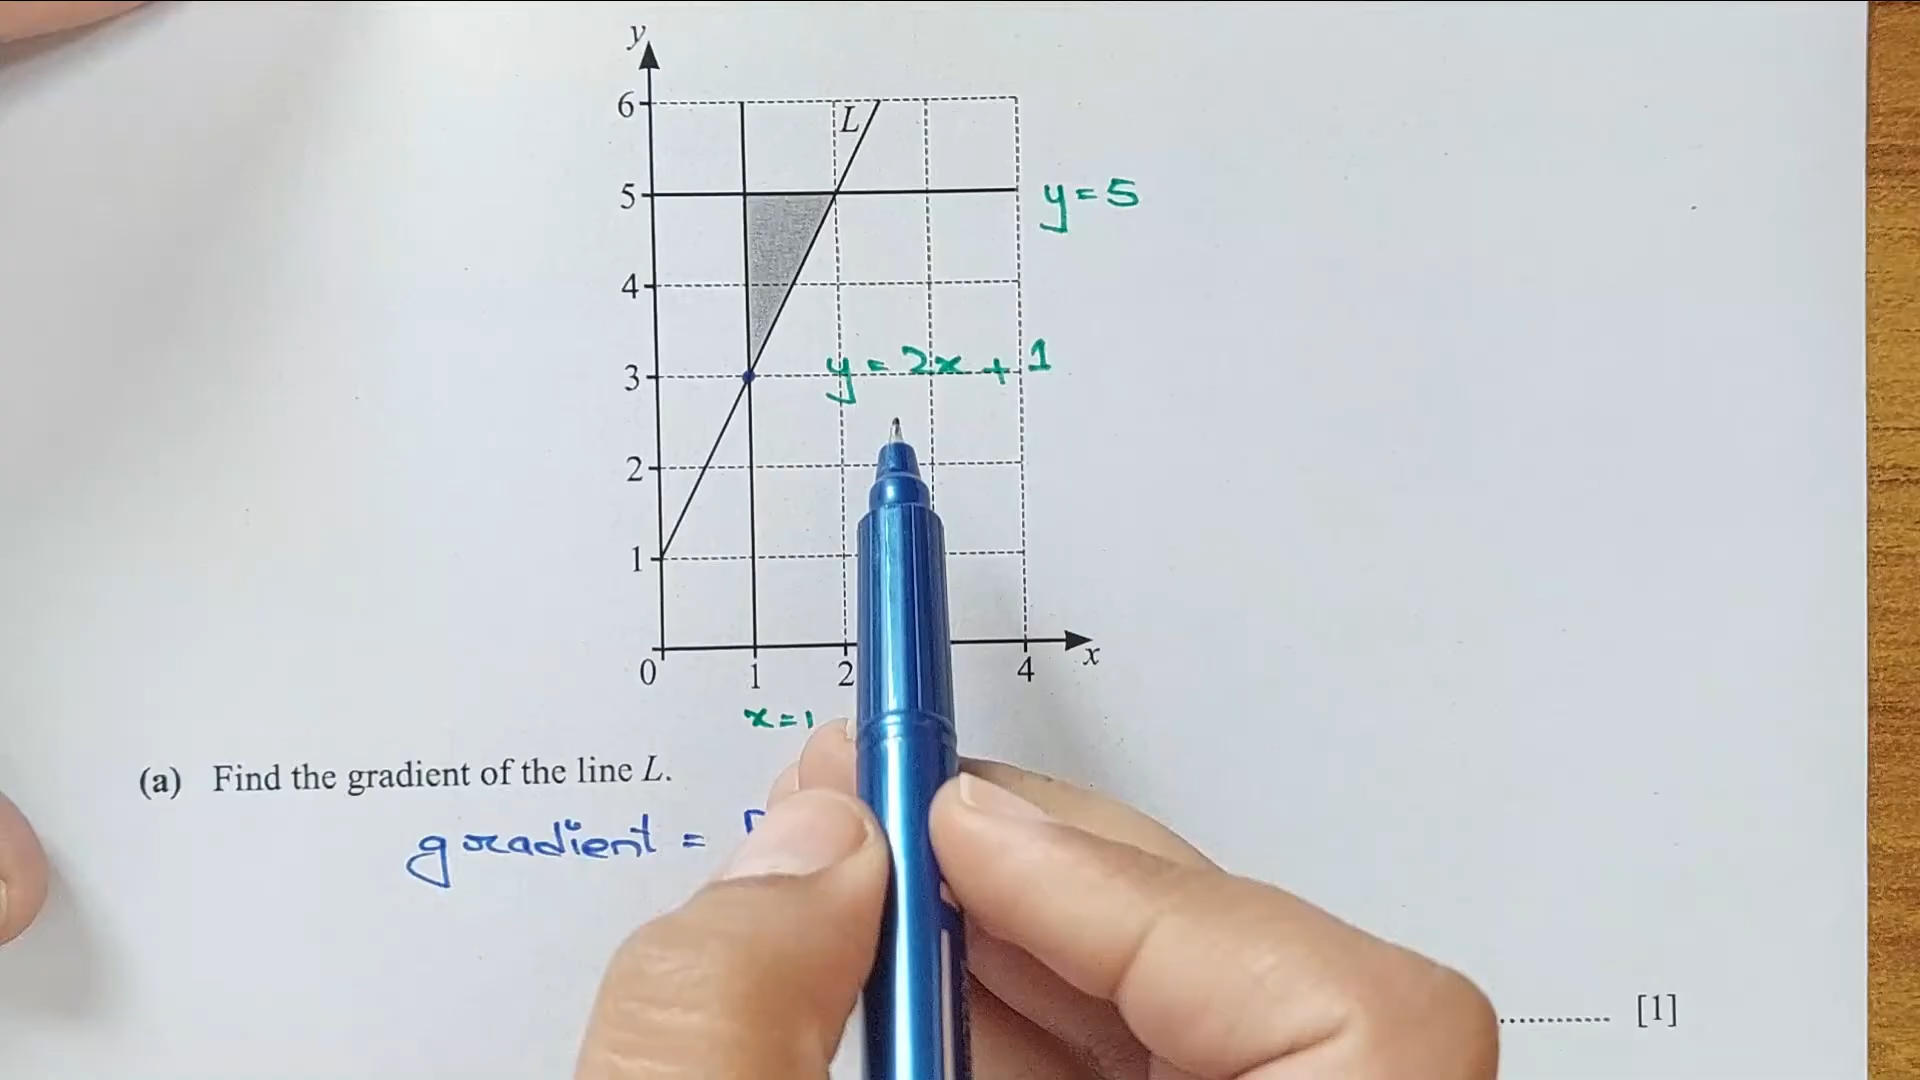 y
6
L
5
y = 5
4
3
y = 2x + 1
2
1
0 1 2 4 x
x = 1
(a) Find the gradient of the line L.
gradient =
............ [1]